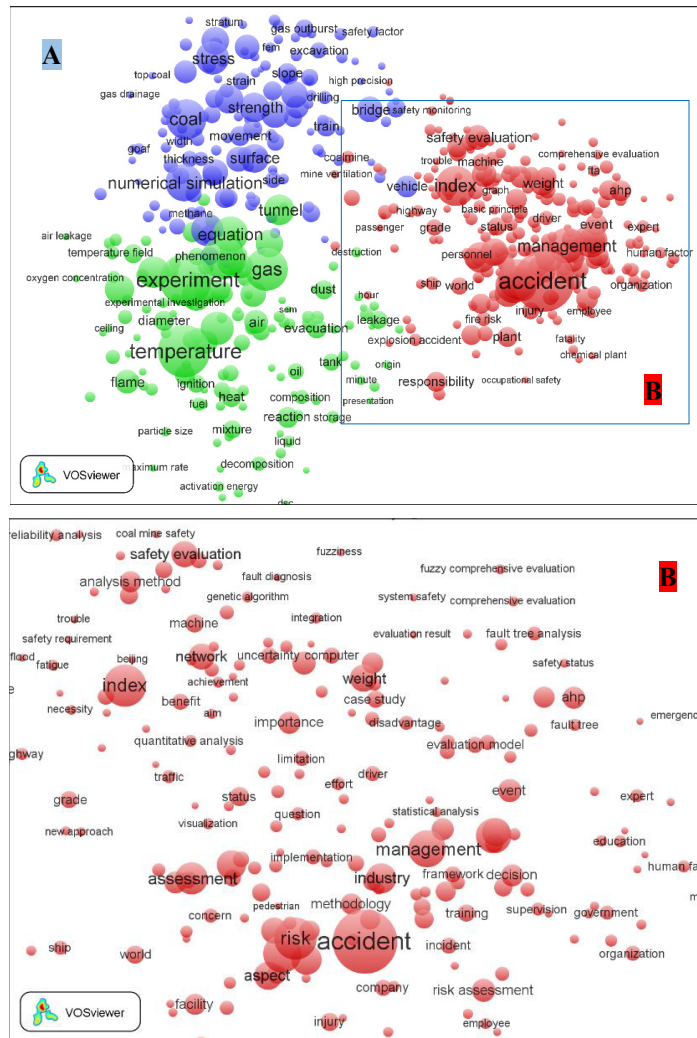 stratum
A
gas outburst
safety factor
fem
stress
excavation
top coal
strain
slope
high precision
gas drainage
drilling
strength
bridge
safety monitoring
coal
train
safety evaluation
width
movement
coalmine
trouble
comprehensive evaluation
goaf
thickness
surface
mine ventilation
machine
fta
numerical simulation
side
vehicle
index
graph
weight
ahp
methane
tunnel
highway
basic principle
driver
passenger
grade
status
event
expert
air leakage
equation
management
temperature field
phenomenon
destruction
personnel
human factor
oxygen concentration
experiment
gas
accident
organization
dust
hour
ship
world
experimental investigation
sem
injury
employee
ceiling
diameter
air
evacuation
leakage
fire risk
explosion accident
plant
fatality
temperature
chemical plant
tank
origin
flame
ignition
heat
oil
minute
responsibility
occupational safety
B
fuel
composition
presentation
reaction
storage
particle size
mixture
liquid
VOSviewer
maximum rate
decomposition
activation energy
dsc
reliability analysis
coal mine safety
safety evaluation
fuzziness
B
analysis method
fault diagnosis
fuzzy comprehensive evaluation
genetic algorithm
system safety
comprehensive evaluation
trouble
machine
integration
safety requirement
evaluation result
fault tree analysis
flood
fatigue
beijing
network
uncertainty
computer
safety status
index
achievement
weight
ahp
necessity
benefit
aim
case study
importance
disadvantage
fault tree
emergenc
ghway
quantitative analysis
evaluation model
limitation
traffic
effort
driver
event
grade
status
expert
statistical analysis
new approach
visualization
question
management
education
implementation
assessment
industry
framework
decision
human fa
pedestrian
methodology
concern
training
supervision
government
risk
accident
incident
ship
world
organization
aspect
company
risk assessment
facility
VOSviewer
injury
employee